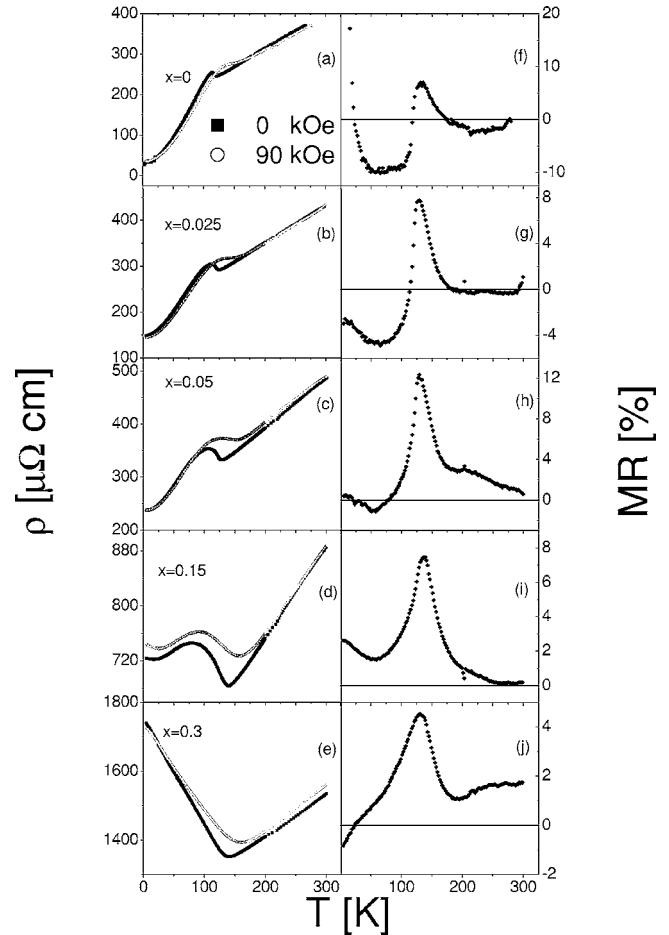 400
300
200
100
0
x=0
(a)
■ 0 kOe
○ 90 kOe
20
10
0
-10
(f)
400
300
200
100
x=0.025
(b)
8
4
0
-4
(g)
500
400
300
200
x=0.05
(c)
12
8
4
0
(h)
880
800
720
x=0.15
(d)
8
6
4
2
0
(i)
1800
1600
1400
x=0.3
(e)
4
2
0
-2
(j)
0 100 200 300
100 200 300
T [K]
T [K]
ρ [μΩ cm]
MR [%]